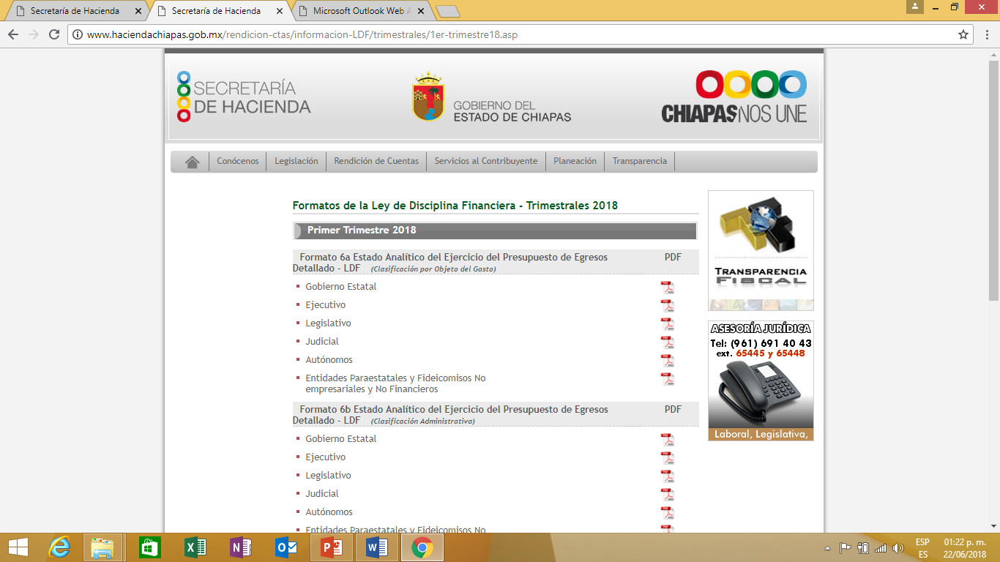 Secretaría de Hacienda
Secretaría de Hacienda
Microsoft Outlook Web A
www.haciendachiapas.gob.mx/rendicion-ctas/informacion-LDF/trimestrales/1er-trimestre18.asp
SECRETARÍA
DE HACIENDA
GOBIERNO DEL
ESTADO DE CHIAPAS
CHIAPAS NOS UNE
Conócenos
Legislación
Rendición de Cuentas
Servicios al Contribuyente
Planeación
Transparencia
Formatos de la Ley de Disciplina Financiera - Trimestrales 2018
Primer Trimestre 2018
Formato 6a Estado Analítico del Ejercicio del Presupuesto de Egresos PDF
Detallado - LDF (Clasificación por Objeto del Gasto)
Gobierno Estatal
Ejecutivo
Legislativo
Judicial
Autónomos
Entidades Paraestatales y Fideicomisos No
empresariales y No Financieros
Formato 6b Estado Analítico del Ejercicio del Presupuesto de Egresos PDF
Detallado - LDF (Clasificación Administrativa)
Gobierno Estatal
Ejecutivo
Legislativo
Judicial
Autónomos
Entidades Paraestatales y Fideicomisos No
TRANSPARENCIA
FISCAL
ASESORÍA JURÍDICA
Tel: (961) 691 40 43
ext. 65445 y 65448
Laboral, Legislativa,
ESP
ES
01:22 p. m.
22/06/2018